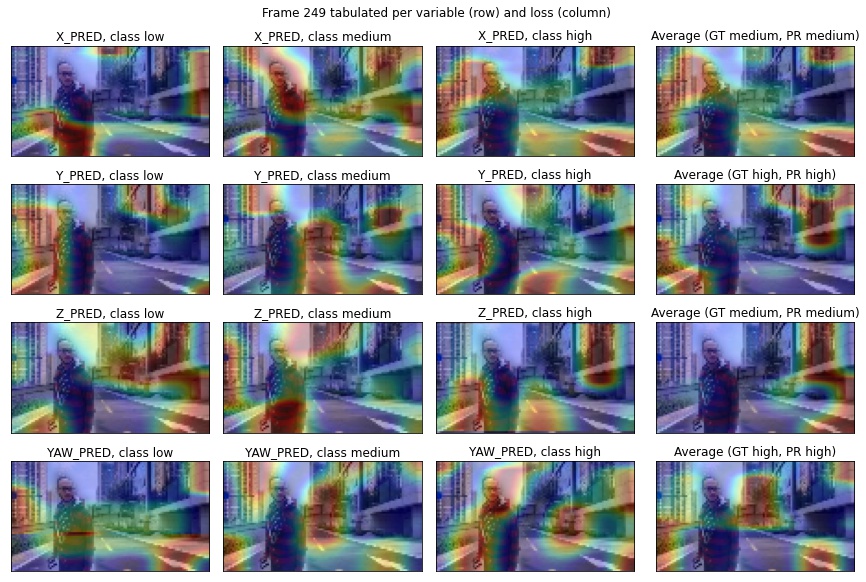 Frame 249 tabulated per variable (row) and loss (column)
X_PRED, class low
X_PRED, class medium
X_PRED, class high
Average (GT medium, PR medium)
Y_PRED, class low
Y_PRED, class medium
Y_PRED, class high
Average (GT high, PR high)
Z_PRED, class low
Z_PRED, class medium
Z_PRED, class high
Average (GT medium, PR medium)
YAW_PRED, class low
YAW_PRED, class medium
YAW_PRED, class high
Average (GT high, PR high)